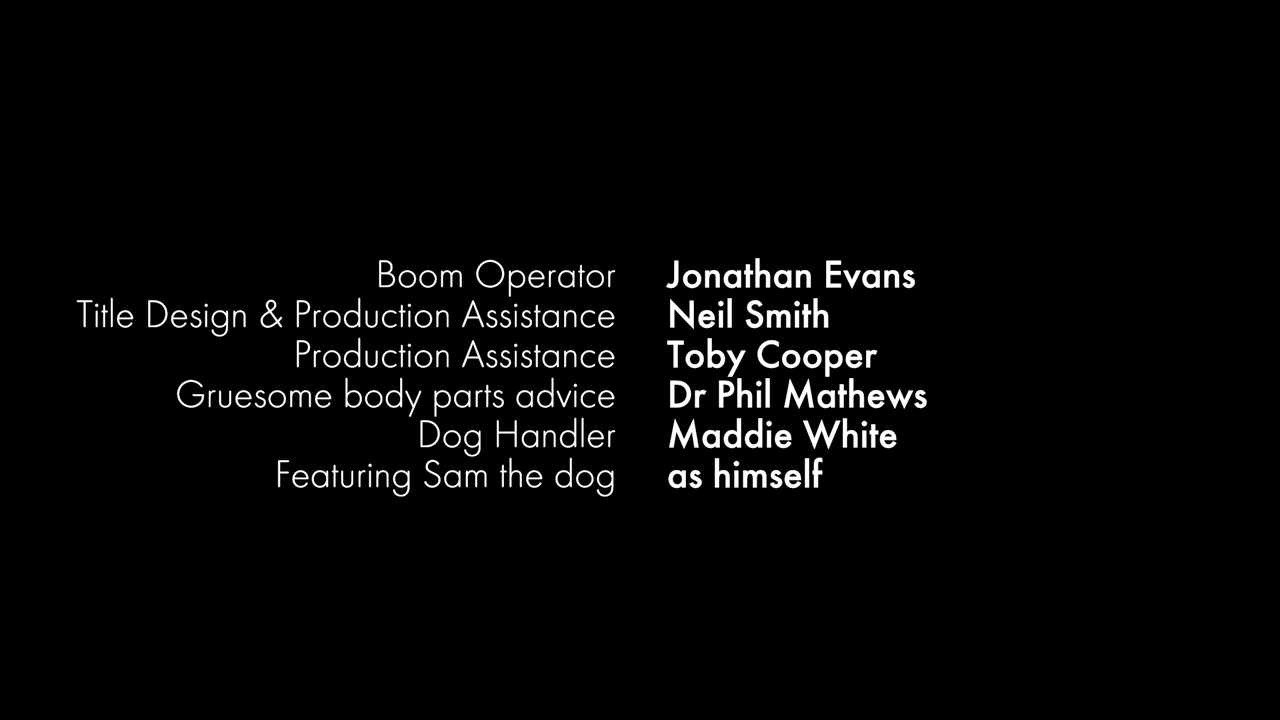 Boom Operator Jonathan Evans
Title Design & Production Assistance Neil Smith
Production Assistance Toby Cooper
Gruesome body parts advice Dr Phil Mathews
Dog Handler Maddie White
Featuring Sam the dog as himself